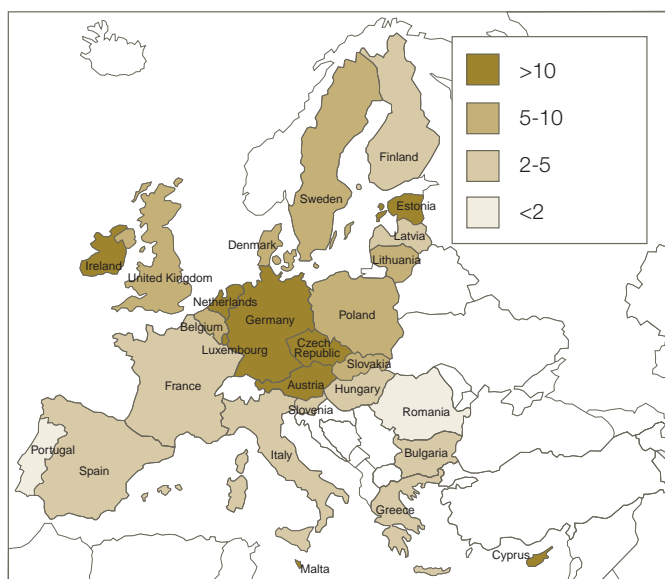 >10
5-10
2-5
<2
Finland
Sweden
Estonia
Latvia
Lithuania
Denmark
Ireland
United Kingdom
Netherlands
Belgium
Germany
Poland
Luxembourg
Czech
Republic
Slovakia
France
Austria
Hungary
Slovenia
Romania
Portugal
Spain
Italy
Bulgaria
Greece
Cyprus
Malta